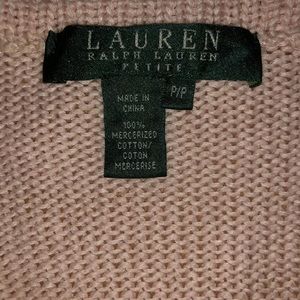 LAUREN
RALPH LAUREN
PETITE
P/P
MADE IN
CHINA
100%
MERCERIZED
COTTON/
COTON
MERCERISE